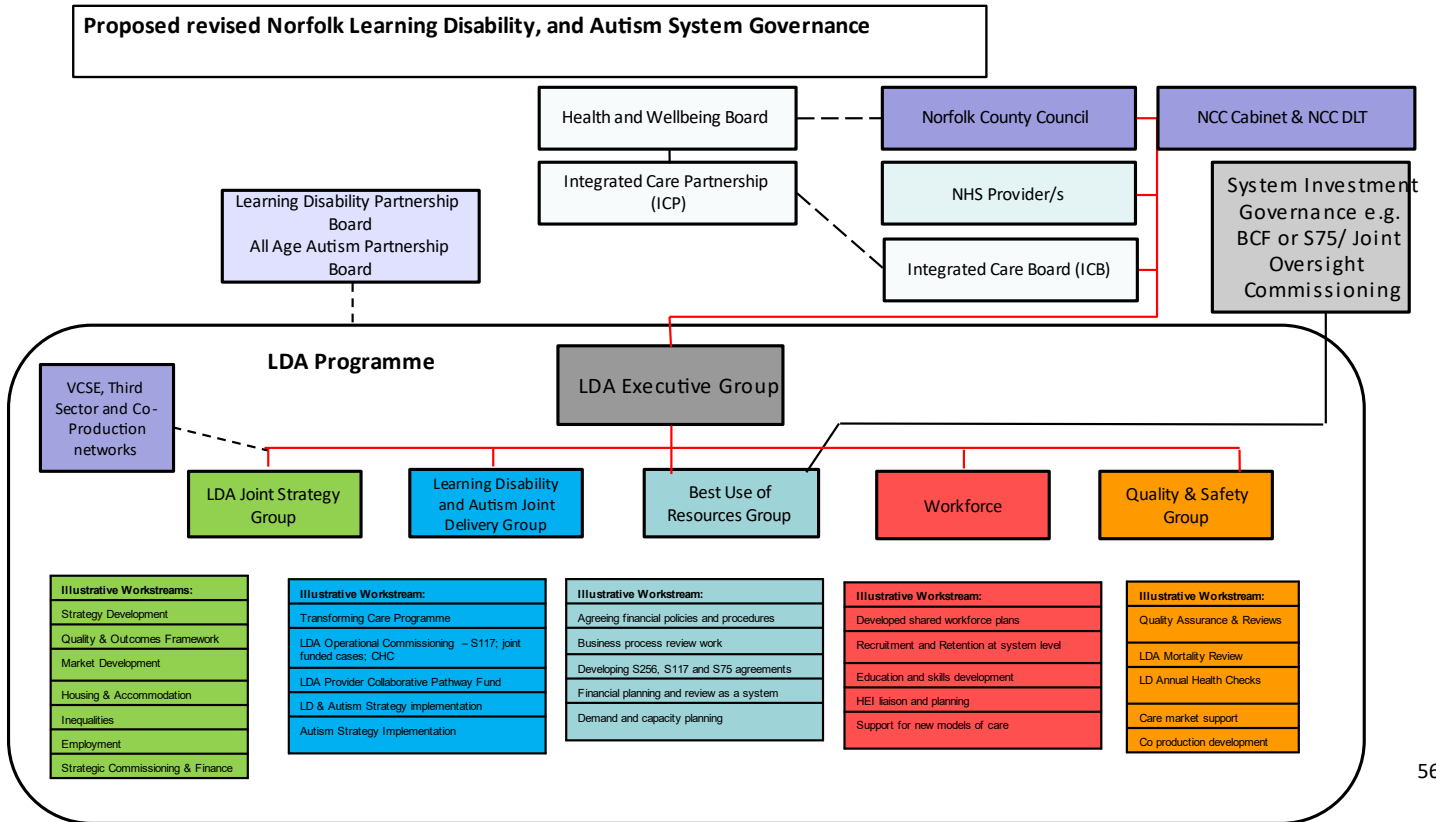 Proposed revised Norfolk Learning Disability, and Autism System Governance
Health and Wellbeing Board
Norfolk County Council
NCC Cabinet & NCC DLT
Integrated Care Partnership
(ICP)
NHS Provider/s
Integrated Care Board (ICB)
System Investment
Governance e.g.
BCF or S75/ Joint
Oversight
Commissioning
Learning Disability Partnership
Board
All Age Autism Partnership
Board
LDA Programme
LDA Executive Group
VCSE, Third
Sector and Co-
Production
networks
LDA Joint Strategy
Group
Learning Disability
and Autism Joint
Delivery Group
Best Use of
Resources Group
Workforce
Quality & Safety
Group
Illustrative Workstreams:
Strategy Development
Quality & Outcomes Framework
Market Development
Housing & Accommodation
Inequalities
Employment
Strategic Commissioning & Finance
Illustrative Workstream:
Transforming Care Programme
LDA Operational Commissioning – S117; joint
funded cases; CHC
LDA Provider Collaborative Pathway Fund
LD & Autism Strategy implementation
Autism Strategy Implementation
Illustrative Workstream:
Agreeing financial policies and procedures
Business process review work
Developing S256, S117 and S75 agreements
Financial planning and review as a system
Demand and capacity planning
Illustrative Workstream:
Developed shared workforce plans
Recruitment and Retention at system level
Education and skills development
HEI liaison and planning
Support for new models of care
Illustrative Workstream:
Quality Assurance & Reviews
LDA Mortality Review
LD Annual Health Checks
Care market support
Co production development